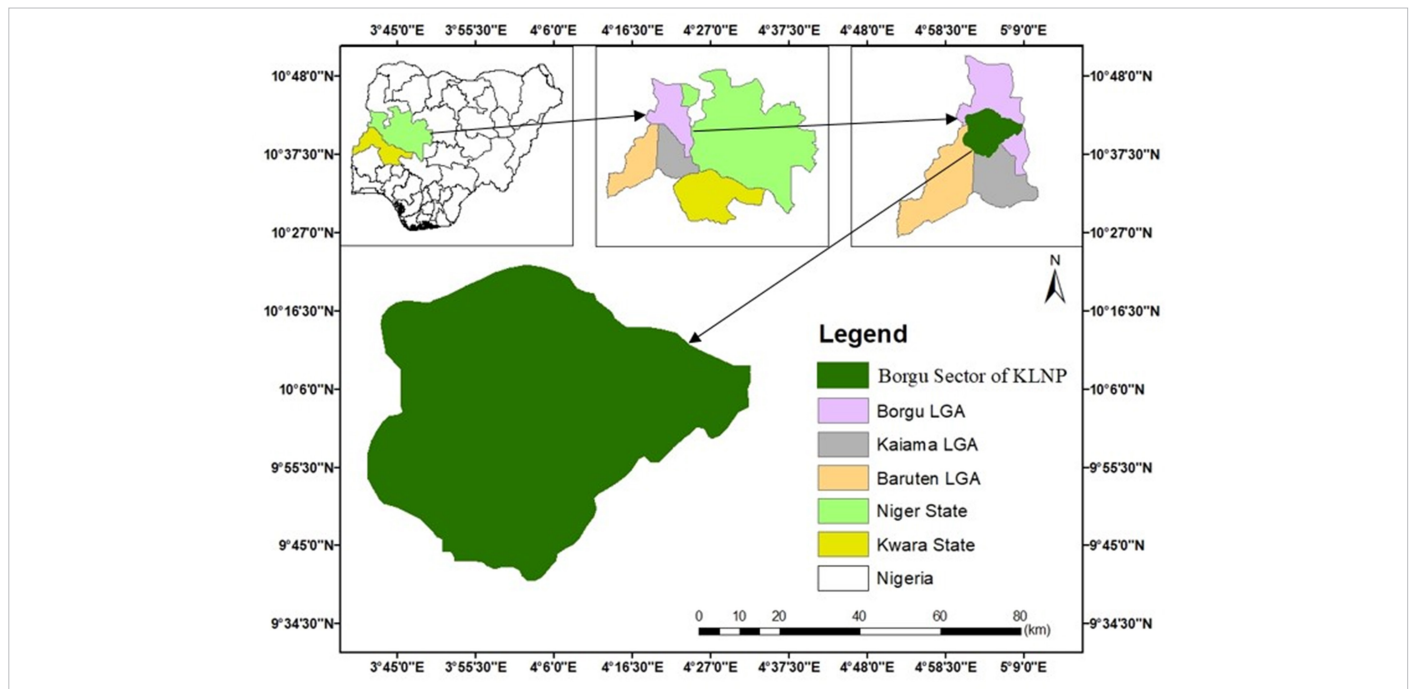 3°45'0"E 3°55'30"E 4°6'0"E 4°16'30"E 4°27'0"E 4°37'30"E 4°48'0"E 4°58'30"E 5°9'0"E
10°48'0"N 10°48'0"N
10°37'30"N 10°37'30"N
10°27'0"N 10°27'0"N
N
10°16'30"N 10°16'30"N
Legend
Borgu Sector of KLNP
10°6'0"N 10°6'0"N
Borgu LGA
Kaiama LGA
9°55'30"N 9°55'30"N
Baruten LGA
Niger State
9°45'0"N 9°45'0"N
Kwara State
Nigeria
0 10 20 40 60 80
(km)
9°34'30"N 9°34'30"N
3°45'0"E 3°55'30"E 4°6'0"E 4°16'30"E 4°27'0"E 4°37'30"E 4°48'0"E 4°58'30"E 5°9'0"E